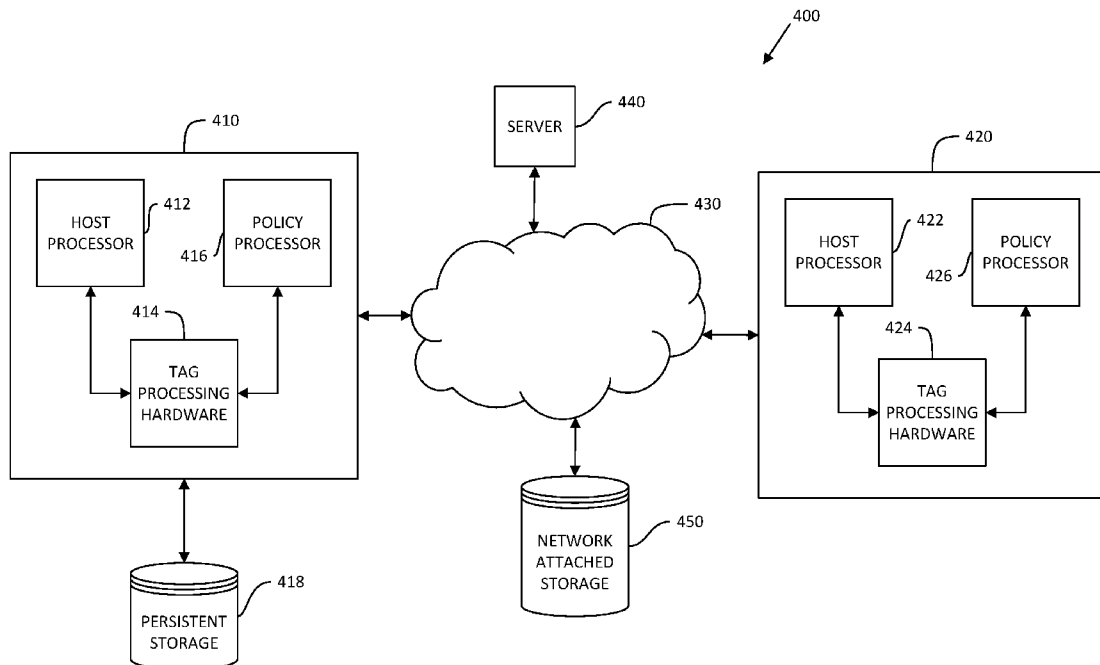 400
SERVER
440
410
HOST
PROCESSOR
412
POLICY
PROCESSOR
416
414
TAG
PROCESSING
HARDWARE
430
420
HOST
PROCESSOR
422
POLICY
PROCESSOR
426
424
TAG
PROCESSING
HARDWARE
NETWORK
ATTACHED
STORAGE
450
PERSISTENT
STORAGE
418